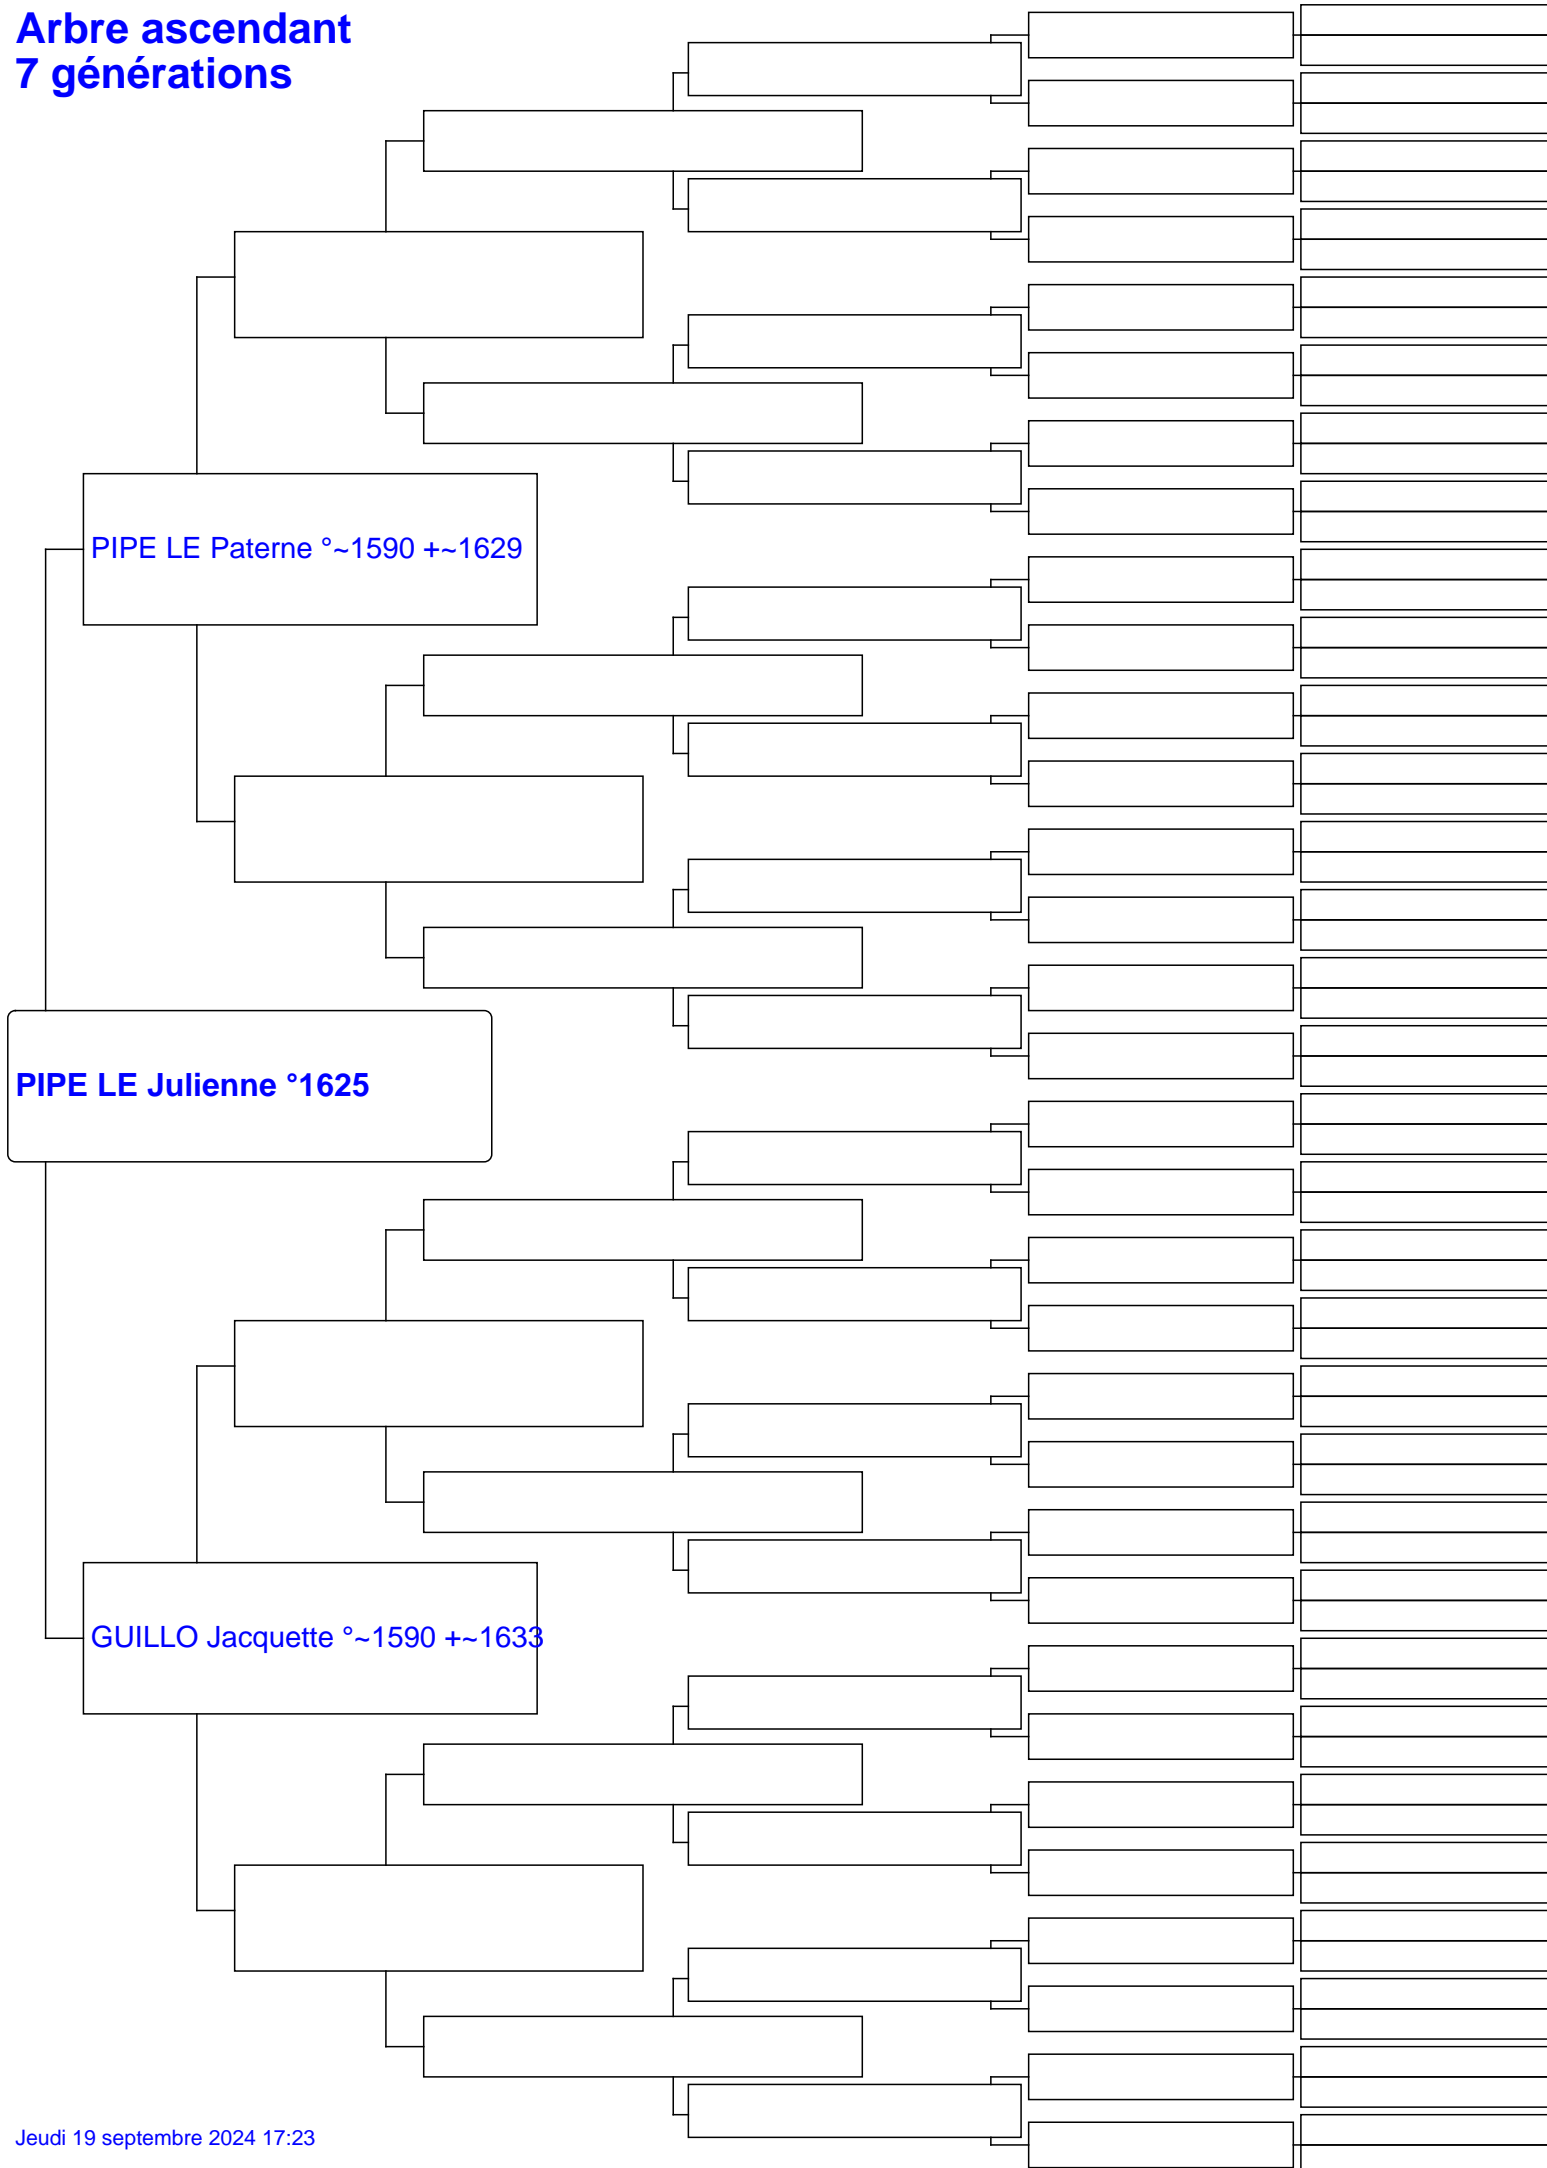 Arbre ascendant
7 générations
PIPE LE Paterne °~1590 +~1629
PIPE LE Julienne °1625
GUILLO Jacquette °~1590 +~1633
Jeudi 19 septembre 2024 17:23